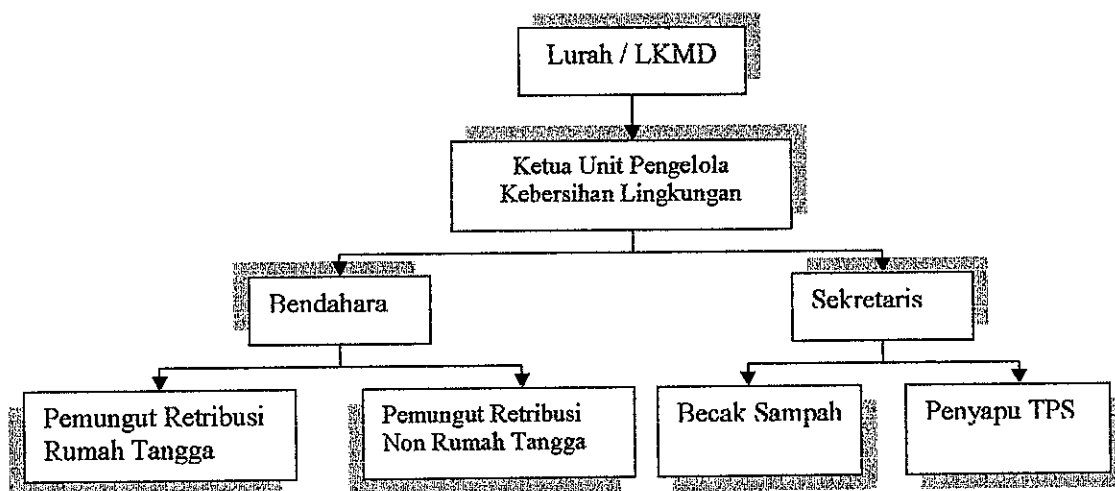 Lurah / LKMD
Ketua Unit Pengelola
Kebersihan Lingkungan
Bendahara
Sekretaris
Pemungut Retribusi
Rumah Tangga
Pemungut Retribusi
Non Rumah Tangga
Becak Sampah
Penyapu TPS